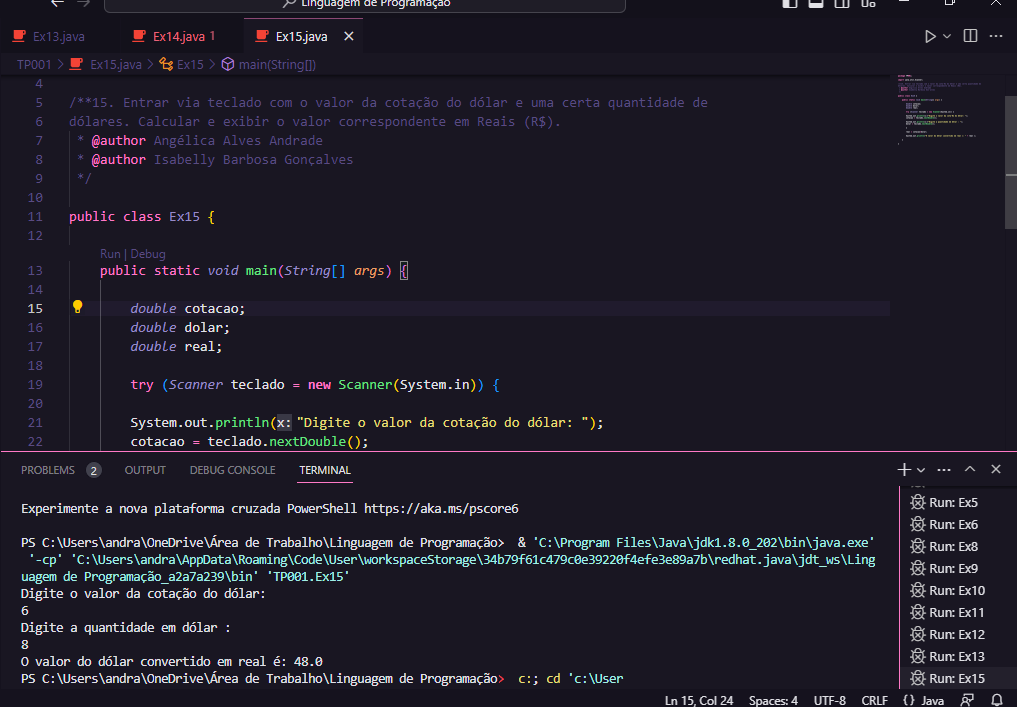 Linguagem de Programação
Ex13.java
Ex14.java 1
Ex15.java
TP001 > Ex15.java > Ex15 > main(String[])
4
5 /**15. Entrar via teclado com o valor da cotação do dólar e uma certa quantidade de
6 dólares. Calcular e exibir o valor correspondente em Reais (R$).
7 * @author Angélica Alves Andrade
8 * @author Isabelly Barbosa Gonçalves
9 */
10
11 public class Ex15 {
12
Run | Debug
13 public static void main(String[] args) {
14
15 double cotacao;
16 double dolar;
17 double real;
18
19 try (Scanner teclado = new Scanner(System.in)) {
20
21 System.out.println(x: "Digite o valor da cotação do dólar: ");
22 cotacao = teclado.nextDouble();
PROBLEMS 2 OUTPUT DEBUG CONSOLE TERMINAL
Experimente a nova plataforma cruzada PowerShell https://aka.ms/pscore6
PS C:\Users\andra\OneDrive\Área de Trabalho\Linguagem de Programação> & 'C:\Program Files\Java\jdk1.8.0_202\bin\java.exe'
'-cp' 'C:\Users\andra\AppData\Roaming\Code\User\workspaceStorage\34b79f61c479c0e39220f4efe3e89a7b\redhat.java\jdt_ws\Ling
uagem de Programação_a2a7a239\bin' 'TP001.Ex15'
Digite o valor da cotação do dólar:
6
Digite a quantidade em dólar :
8
O valor do dólar convertido em real é: 48.0
PS C:\Users\andra\OneDrive\Área de Trabalho\Linguagem de Programação> c:; cd 'c:\User
Run: Ex5
Run: Ex6
Run: Ex8
Run: Ex9
Run: Ex10
Run: Ex11
Run: Ex12
Run: Ex13
Run: Ex15
Ln 15, Col 24 Spaces: 4 UTF-8 CRLF {} Java